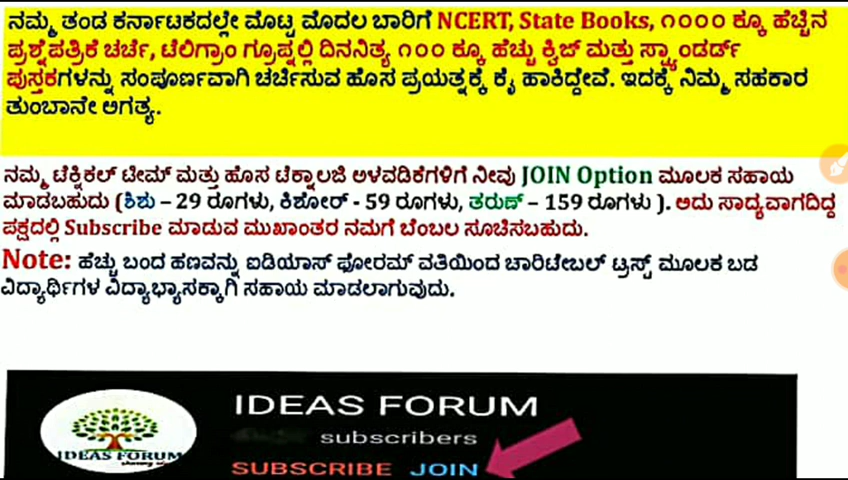 ನಮ್ಮ ತಂಡ ಕರ್ನಾಟಕದಲ್ಲೇ ಮೊಟ್ಟ ಮೊದಲ ಬಾರಿಗೆ NCERT, State Books, ೧೦೦೦ ಕ್ಕೂ ಹೆಚ್ಚಿನ
ಪ್ರಶ್ನೆಪತ್ರಿಕೆ ಚರ್ಚೆ, ಟೆಲಿಗ್ರಾಂ ಗ್ರೂಪ್ನಲ್ಲಿ ದಿನನಿತ್ಯ ೧೦೦ ಕ್ಕೂ ಹೆಚ್ಚು ಕ್ವಿಜ್ ಮತ್ತು ಸ್ಟ್ಯಾಂಡರ್ಡ್
ಪುಸ್ತಕಗಳನ್ನು ಸಂಪೂರ್ಣವಾಗಿ ಚರ್ಚಿಸುವ ಹೊಸ ಪ್ರಯತ್ನಕ್ಕೆ ಕೈ ಹಾಕಿದ್ದೇವೆ. ಇದಕ್ಕೆ ನಿಮ್ಮ ಸಹಕಾರ
ತುಂಬಾನೇ ಅಗತ್ಯ.
ನಮ್ಮ ಟೆಕ್ನಿಕಲ್ ಟೀಮ್ ಮತ್ತು ಹೊಸ ಟೆಕ್ನಾಲಜಿ ಅಳವಡಿಕೆಗಳಿಗೆ ನೀವು JOIN Option ಮೂಲಕ ಸಹಾಯ
ಮಾಡಬಹುದು (ಶಿಶು – 29 ರೂಗಳು, ಕಿಶೋರ್ - 59 ರೂಗಳು, ತರುಣ್ – 159 ರೂಗಳು ). ಅದು ಸಾದ್ಯವಾಗದಿದ್ದ
ಪಕ್ಷದಲ್ಲಿ Subscribe ಮಾಡುವ ಮುಖಾಂತರ ನಮಗೆ ಬೆಂಬಲ ಸೂಚಿಸಬಹುದು.
Note: ಹೆಚ್ಚು ಬಂದ ಹಣವನ್ನು ಐಡಿಯಾಸ್ ಫೋರಮ್ ವತಿಯಿಂದ ಚಾರಿಟೇಬಲ್ ಟ್ರಸ್ಟ್ ಮೂಲಕ ಬಡ
ವಿದ್ಯಾರ್ಥಿಗಳ ವಿದ್ಯಾಭ್ಯಾಸಕ್ಕಾಗಿ ಸಹಾಯ ಮಾಡಲಾಗುವುದು.
IDEAS FORUM
subscribers
IDEAS FORUM
SUBSCRIBE JOIN